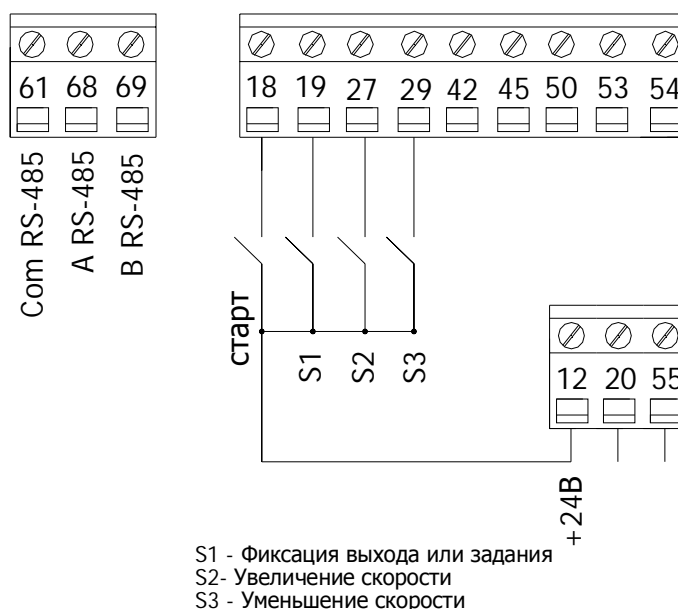 61 68 69
18 19 27 29 42 45 50 53 54
Com RS-485
A RS-485
B RS-485
старт
S1
S2
S3
12 20 55
+24В
S1 - Фиксация выхода или задания
S2- Увеличение скорости
S3 - Уменьшение скорости